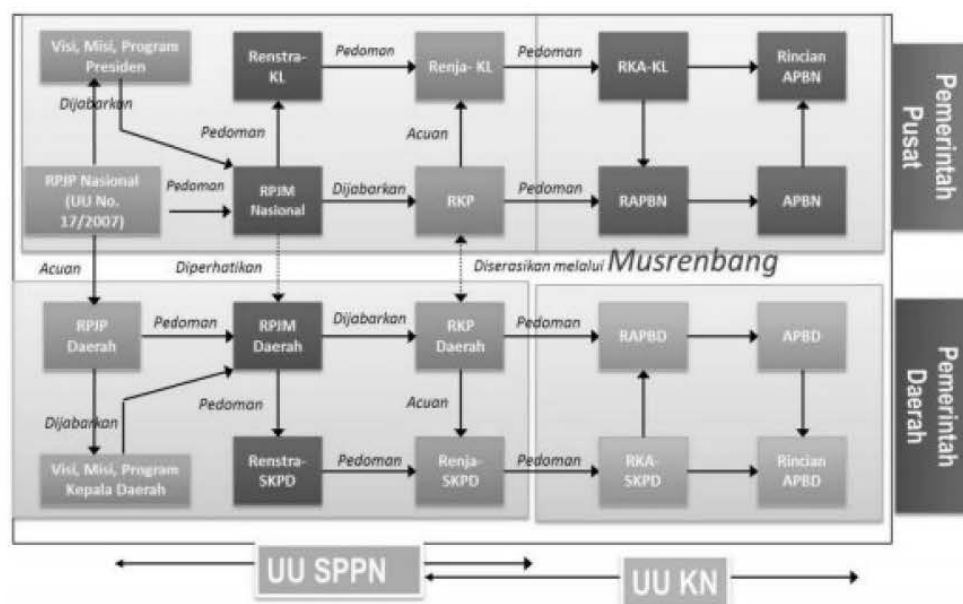 Visi, Misi, Program
Presiden
Renstra-
KL
Pedoman
Renja- KL
Pedoman
RKA-KL
Rincian
APBN
Dijabarkan
Pedoman
Acuan
RPJP Nasional
(UU No.
17/2007)
Pedoman
RPJM
Nasional
Dijabarkan
RKP
Pedoman
RAPBN
APBN
Pemerintah
Pusat
Acuan
Diperhatikan
Diserasikan melalui Musrenbang
RPJP
Daerah
Pedoman
RPJM
Daerah
Dijabarkan
RKP
Daerah
Pedoman
RAPBD
APBD
Dijabarkan
Pedoman
Acuan
Visi, Misi, Program
Kepala Daerah
Renstra-
SKPD
Pedoman
Renja-
SKPD
Pedoman
RKA-
SKPD
Rincian
APBD
Pemerintah
Daerah
UU SPPN
UU KN